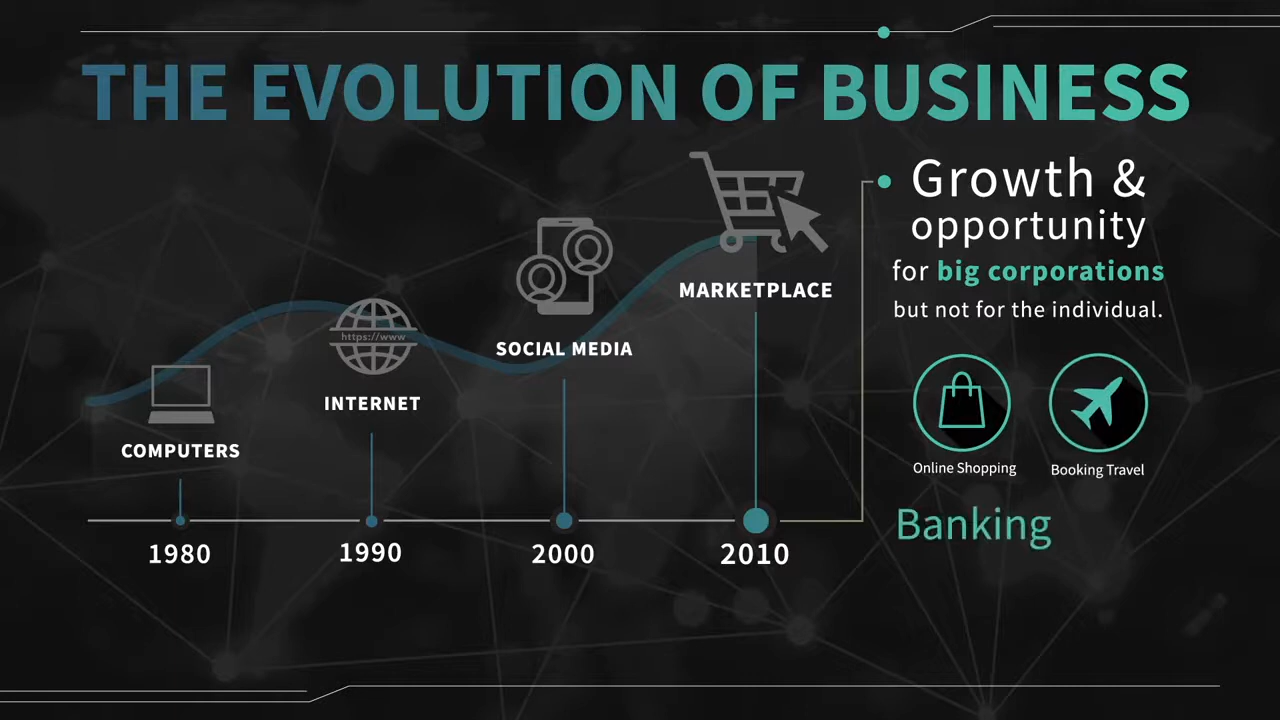 THE EVOLUTION OF BUSINESS
Growth &
opportunity
for big corporations
but not for the individual.
MARKETPLACE
https://www
SOCIAL MEDIA
INTERNET
COMPUTERS
Online Shopping
Booking Travel
Banking
1980
1990
2000
2010